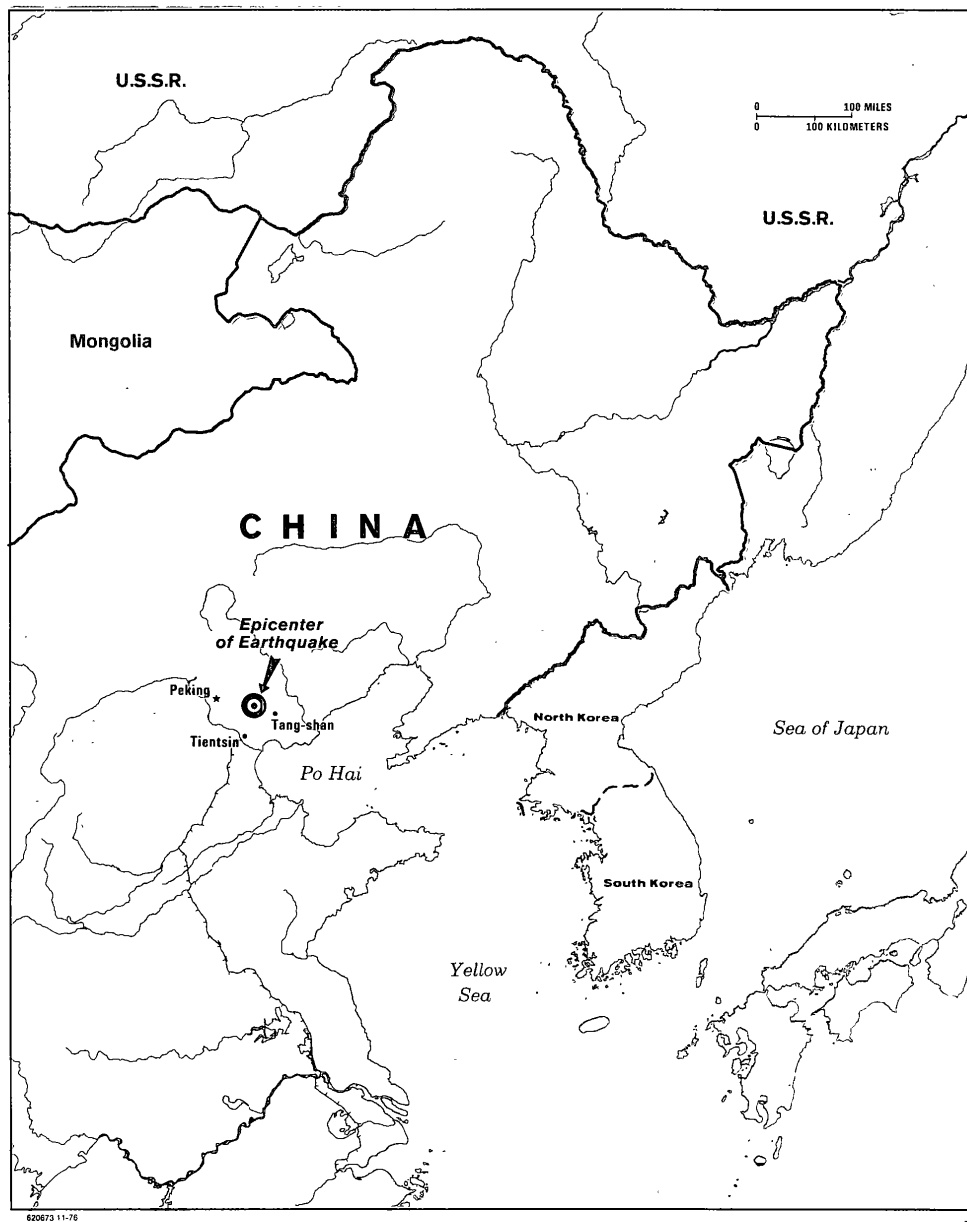 U.S.S.R.
0 100 MILES
0 100 KILOMETERS
U.S.S.R.
Mongolia
CHINA
Epicenter
of Earthquake
Peking
Tang-shan
Tientsin
Po Hai
North Korea
Sea of Japan
South Korea
Yellow
Sea
620673 11-76